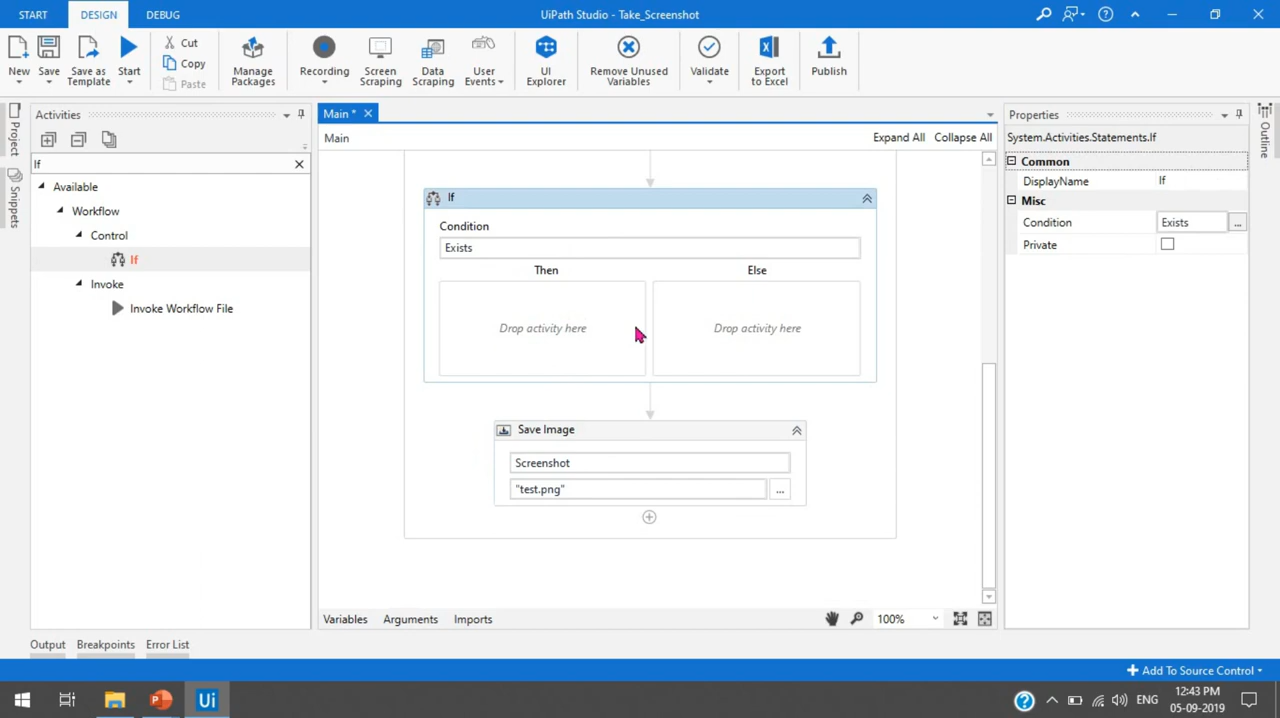 START DESIGN DEBUG UiPath Studio - Take_Screenshot
New Save Save as Template Start Cut Copy Paste Manage Packages Recording Screen Scraping Data Scraping User Events UI Explorer Remove Unused Variables Validate Export to Excel Publish
Activities
Main *
Properties
Project
Snippets
Outline
If
Main
Expand All Collapse All
System.Activities.Statements.If
Available
Workflow
Control
If
Invoke
Invoke Workflow File
If
Condition
Exists
Then Else
Drop activity here Drop activity here
Save Image
Screenshot
"test.png"
...
Common
DisplayName If
Misc
Condition Exists ...
Private
Variables Arguments Imports
100%
Output Breakpoints Error List
Add To Source Control
Ui
ENG
12:43 PM
05-09-2019